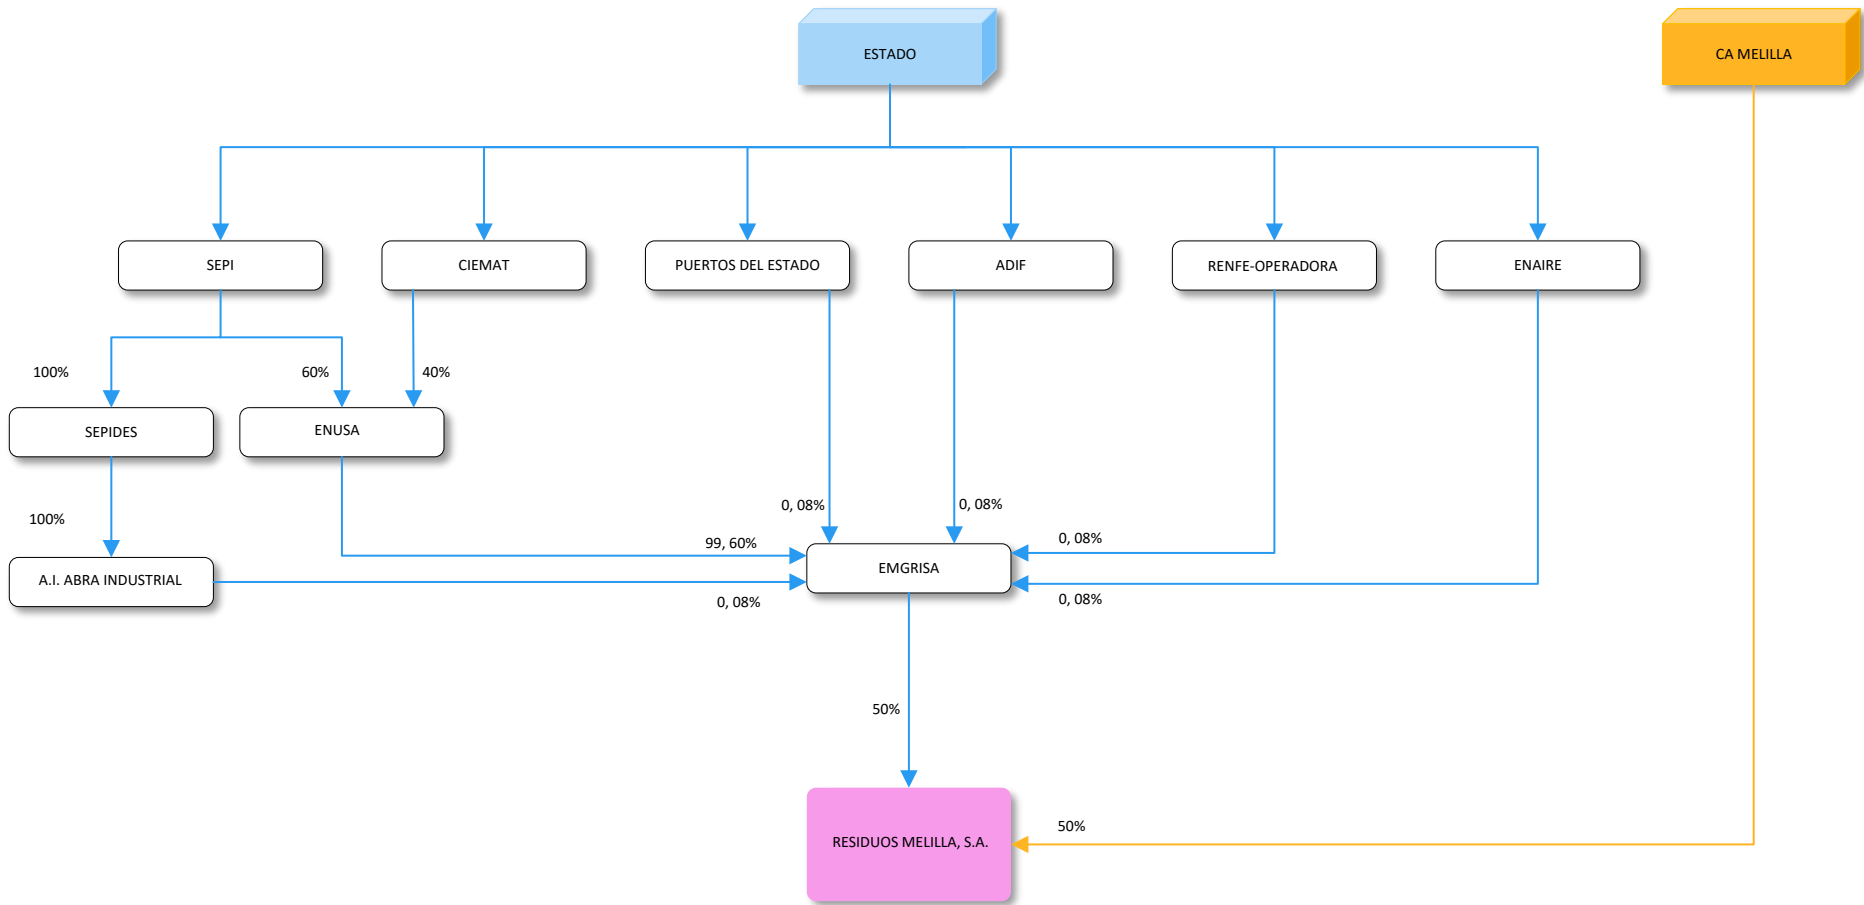 ESTADO
CA MELILLA
SEPI
CIEMAT
PUERTOS DEL ESTADO
ADIF
RENFE-OPERADORA
ENAIRE
100%
60%
40%
SEPIDES
ENUSA
100%
0, 08%
0, 08%
99, 60%
0, 08%
A.I. ABRA INDUSTRIAL
EMGRISA
0, 08%
0, 08%
50%
50%
RESIDUOS MELILLA, S.A.